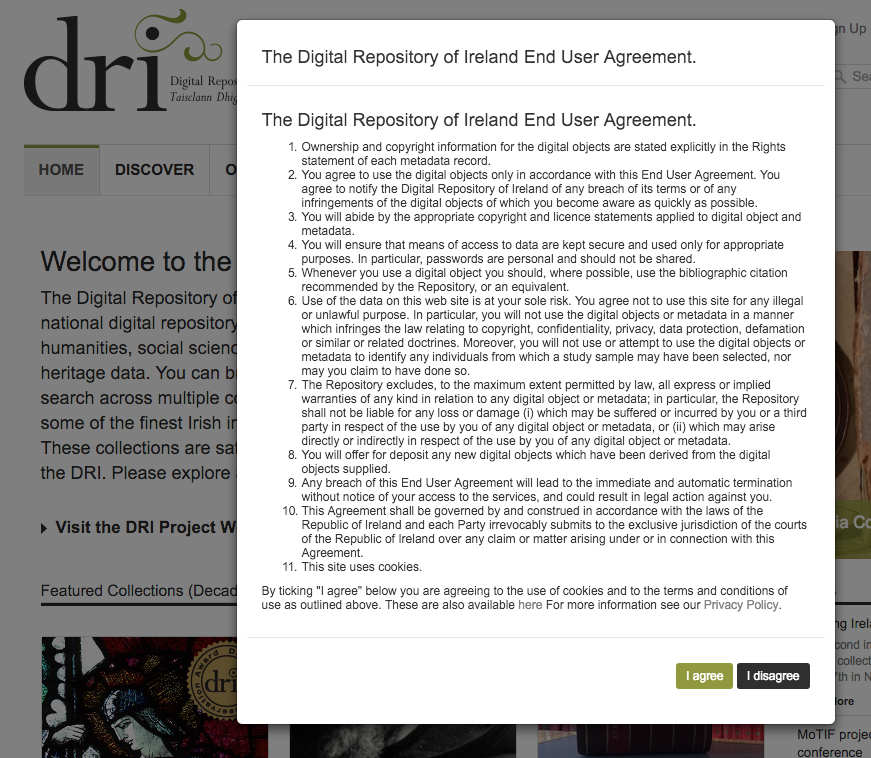 dri
Digital Repos
Taisclann Dhig
gn Up
Sea
HOME
DISCOVER
O
Welcome to the
The Digital Repository of
national digital repository
humanities, social scienc
heritage data. You can br
search across multiple co
some of the finest Irish in
These collections are saf
the DRI. Please explore
Visit the DRI Project W
Featured Collections (Decad
Award
dri
The Digital Repository of Ireland End User Agreement.
The Digital Repository of Ireland End User Agreement.
1. Ownership and copyright information for the digital objects are stated explicitly in the Rights
statement of each metadata record.
2. You agree to use the digital objects only in accordance with this End User Agreement. You
agree to notify the Digital Repository of Ireland of any breach of its terms or of any
infringements of the digital objects of which you become aware as quickly as possible.
3. You will abide by the appropriate copyright and licence statements applied to digital object and
metadata.
4. You will ensure that means of access to data are kept secure and used only for appropriate
purposes. In particular, passwords are personal and should not be shared.
5. Whenever you use a digital object you should, where possible, use the bibliographic citation
recommended by the Repository, or an equivalent.
6. Use of the data on this web site is at your sole risk. You agree not to use this site for any illegal
or unlawful purpose. In particular, you will not use the digital objects or metadata in a manner
which infringes the law relating to copyright, confidentiality, privacy, data protection, defamation
or similar or related doctrines. Moreover, you will not use or attempt to use the digital objects or
metadata to identify any individuals from which a study sample may have been selected, nor
may you claim to have done so.
7. The Repository excludes, to the maximum extent permitted by law, all express or implied
warranties of any kind in relation to any digital object or metadata; in particular, the Repository
shall not be liable for any loss or damage (i) which may be suffered or incurred by you or a third
party in respect of the use by you of any digital object or metadata, or (ii) which may arise
directly or indirectly in respect of the use by you of any digital object or metadata.
8. You will offer for deposit any new digital objects which have been derived from the digital
objects supplied.
9. Any breach of this End User Agreement will lead to the immediate and automatic termination
without notice of your access to the services, and could result in legal action against you.
10. This Agreement shall be governed by and construed in accordance with the laws of the
Republic of Ireland and each Party irrevocably submits to the exclusive jurisdiction of the courts
of the Republic of Ireland over any claim or matter arising under or in connection with this
Agreement.
11. This site uses cookies.
By ticking "I agree" below you are agreeing to the use of cookies and to the terms and conditions of
use as outlined above. These are also available here For more information see our Privacy Policy.
I agree
I disagree
ia Co
ng Irela
cond in
collect
7th in N
ore
MoTIF projec
conference